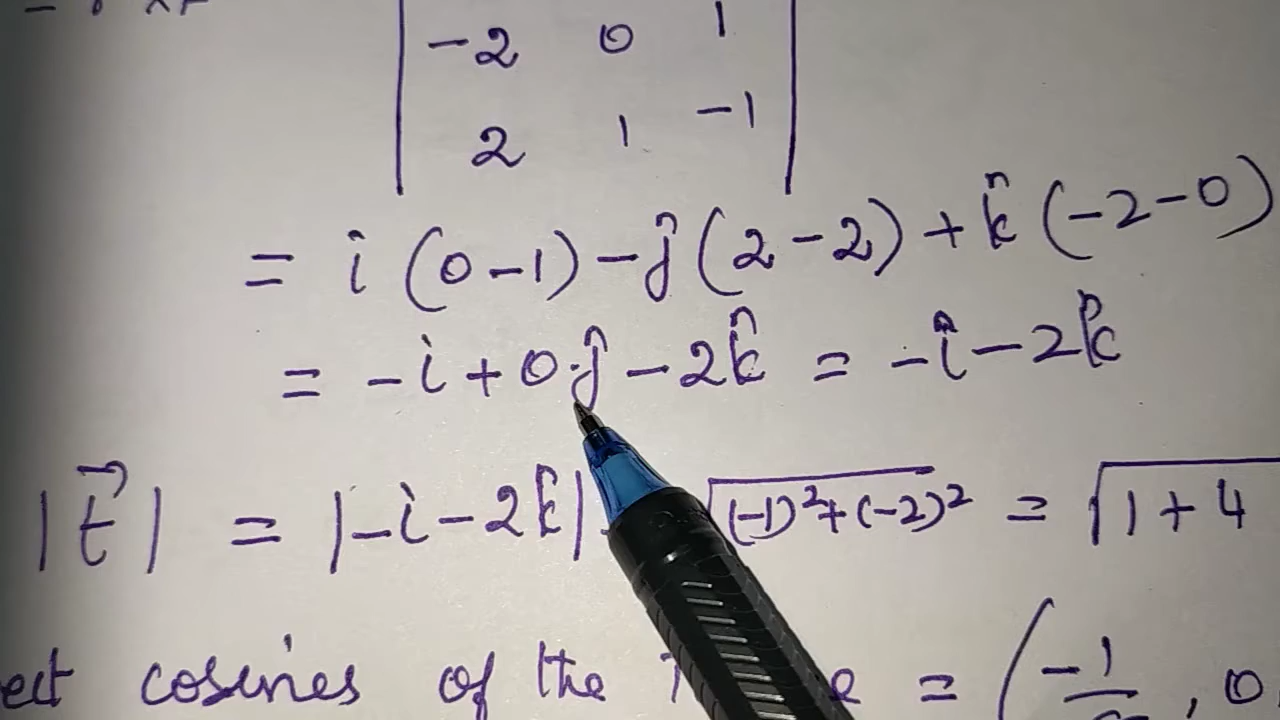 -2 0 1
2 1 -1
= î (0-1) - ĵ (2-2) + k̂ (-2-0)
= -i + 0.ĵ - 2k̂ = -î - 2k̂
|t⃗| = |-i - 2k̂| √(-1)²+(-2)² = √1+4
cosines of the = (-1 , 0